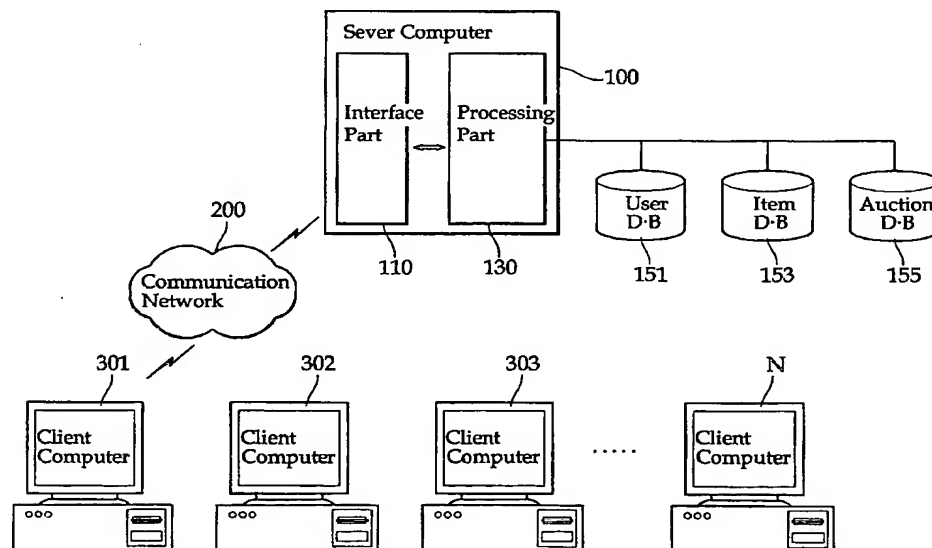 Sever Computer
Interface
Part
Processing
Part
100
User
D·B
Item
D·B
Auction
D·B
110
130
151
153
155
200
Communication
Network
301
302
303
N
Client
Computer
Client
Computer
Client
Computer
.....
Client
Computer